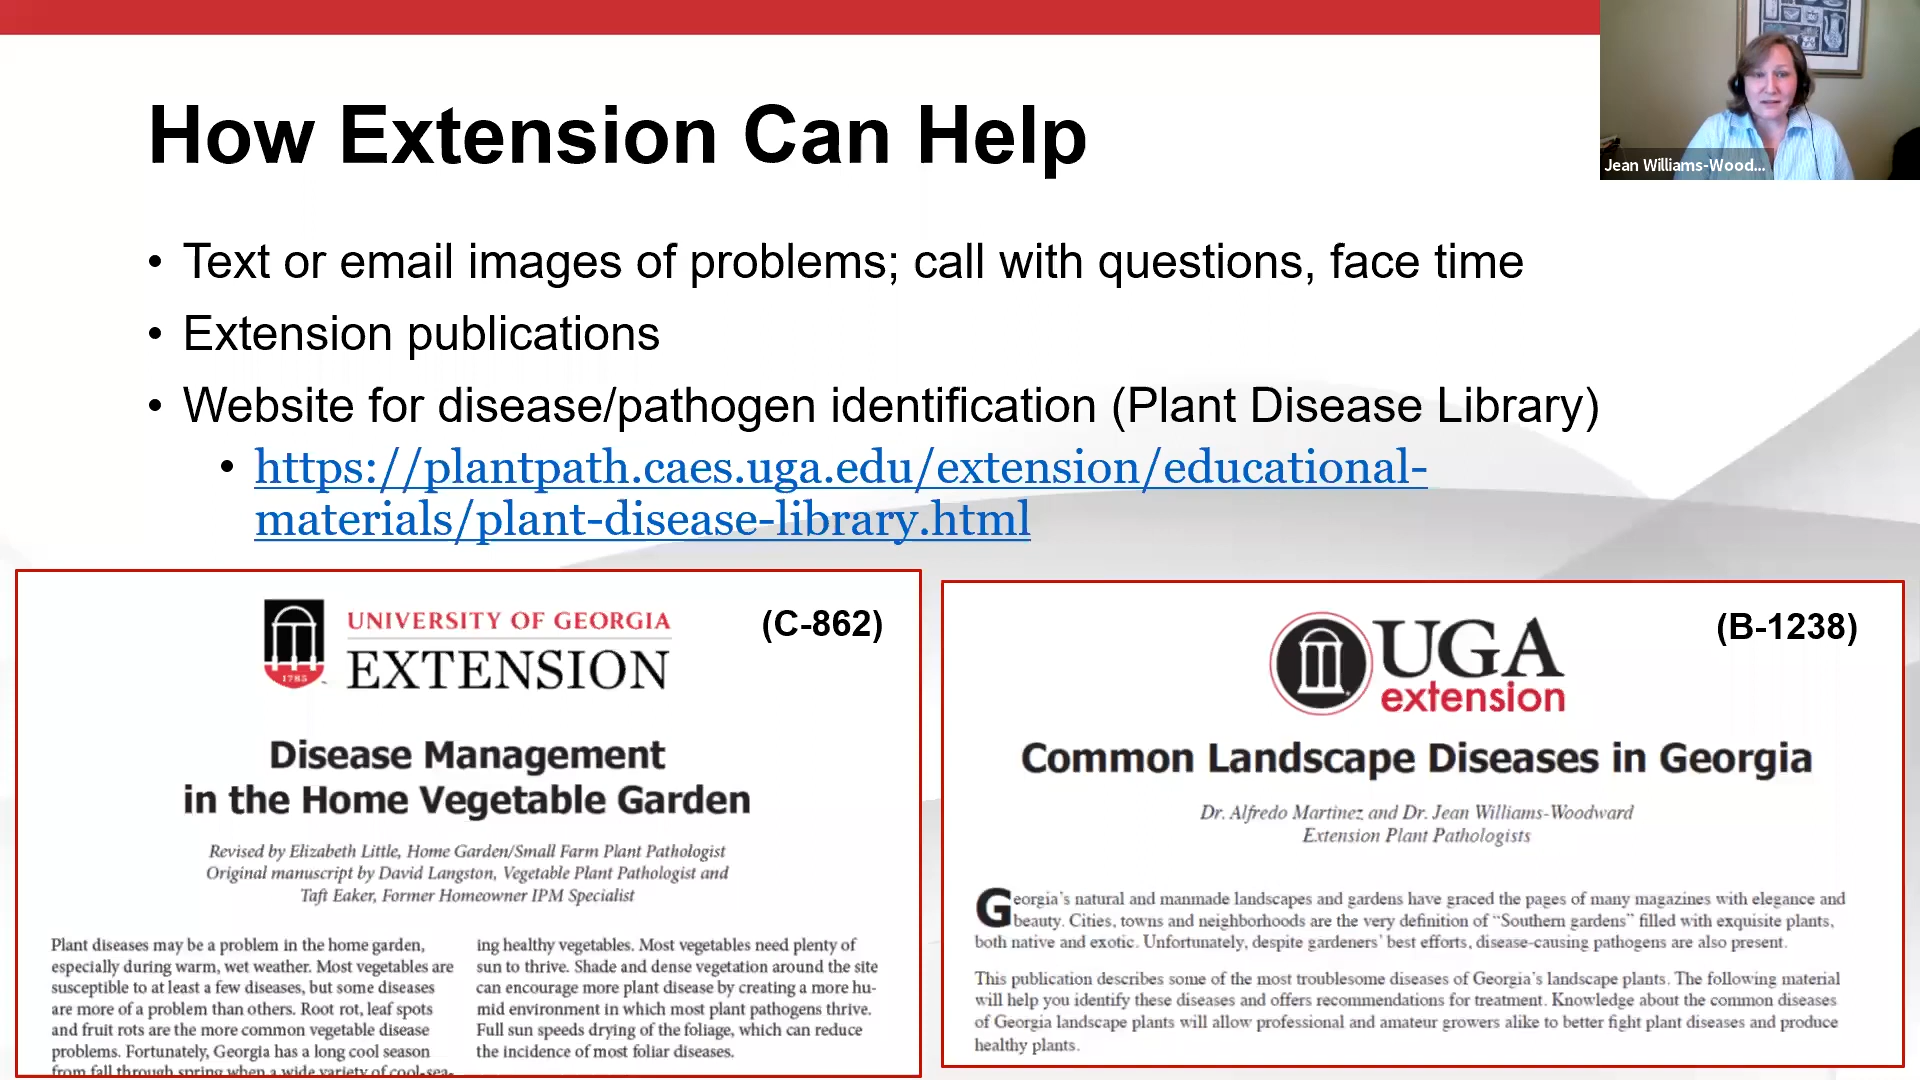 How Extension Can Help
Jean Williams-Wood...
• Text or email images of problems; call with questions, face time
• Extension publications
• Website for disease/pathogen identification (Plant Disease Library)
• https://plantpath.caes.uga.edu/extension/educational-
materials/plant-disease-library.html
1785
UNIVERSITY OF GEORGIA
EXTENSION
(C-862)
Disease Management
in the Home Vegetable Garden
Revised by Elizabeth Little, Home Garden/Small Farm Plant Pathologist
Original manuscript by David Langston, Vegetable Plant Pathologist and
Taft Eaker, Former Homeowner IPM Specialist
Plant diseases may be a problem in the home garden,
especially during warm, wet weather. Most vegetables are
susceptible to at least a few diseases, but some diseases
are more of a problem than others. Root rot, leaf spots
and fruit rots are the more common vegetable disease
problems. Fortunately, Georgia has a long cool season
from fall through spring when a wide variety of cool-sea-
ing healthy vegetables. Most vegetables need plenty of
sun to thrive. Shade and dense vegetation around the site
can encourage more plant disease by creating a more hu-
mid environment in which most plant pathogens thrive.
Full sun speeds drying of the foliage, which can reduce
the incidence of most foliar diseases.
UGA
extension
(B-1238)
Common Landscape Diseases in Georgia
Dr. Alfredo Martinez and Dr. Jean Williams-Woodward
Extension Plant Pathologists
Georgia's natural and manmade landscapes and gardens have graced the pages of many magazines with elegance and
beauty. Cities, towns and neighborhoods are the very definition of "Southern gardens" filled with exquisite plants,
both native and exotic. Unfortunately, despite gardeners' best efforts, disease-causing pathogens are also present.
This publication describes some of the most troublesome diseases of Georgia's landscape plants. The following material
will help you identify these diseases and offers recommendations for treatment. Knowledge about the common diseases
of Georgia landscape plants will allow professional and amateur growers alike to better fight plant diseases and produce
healthy plants.